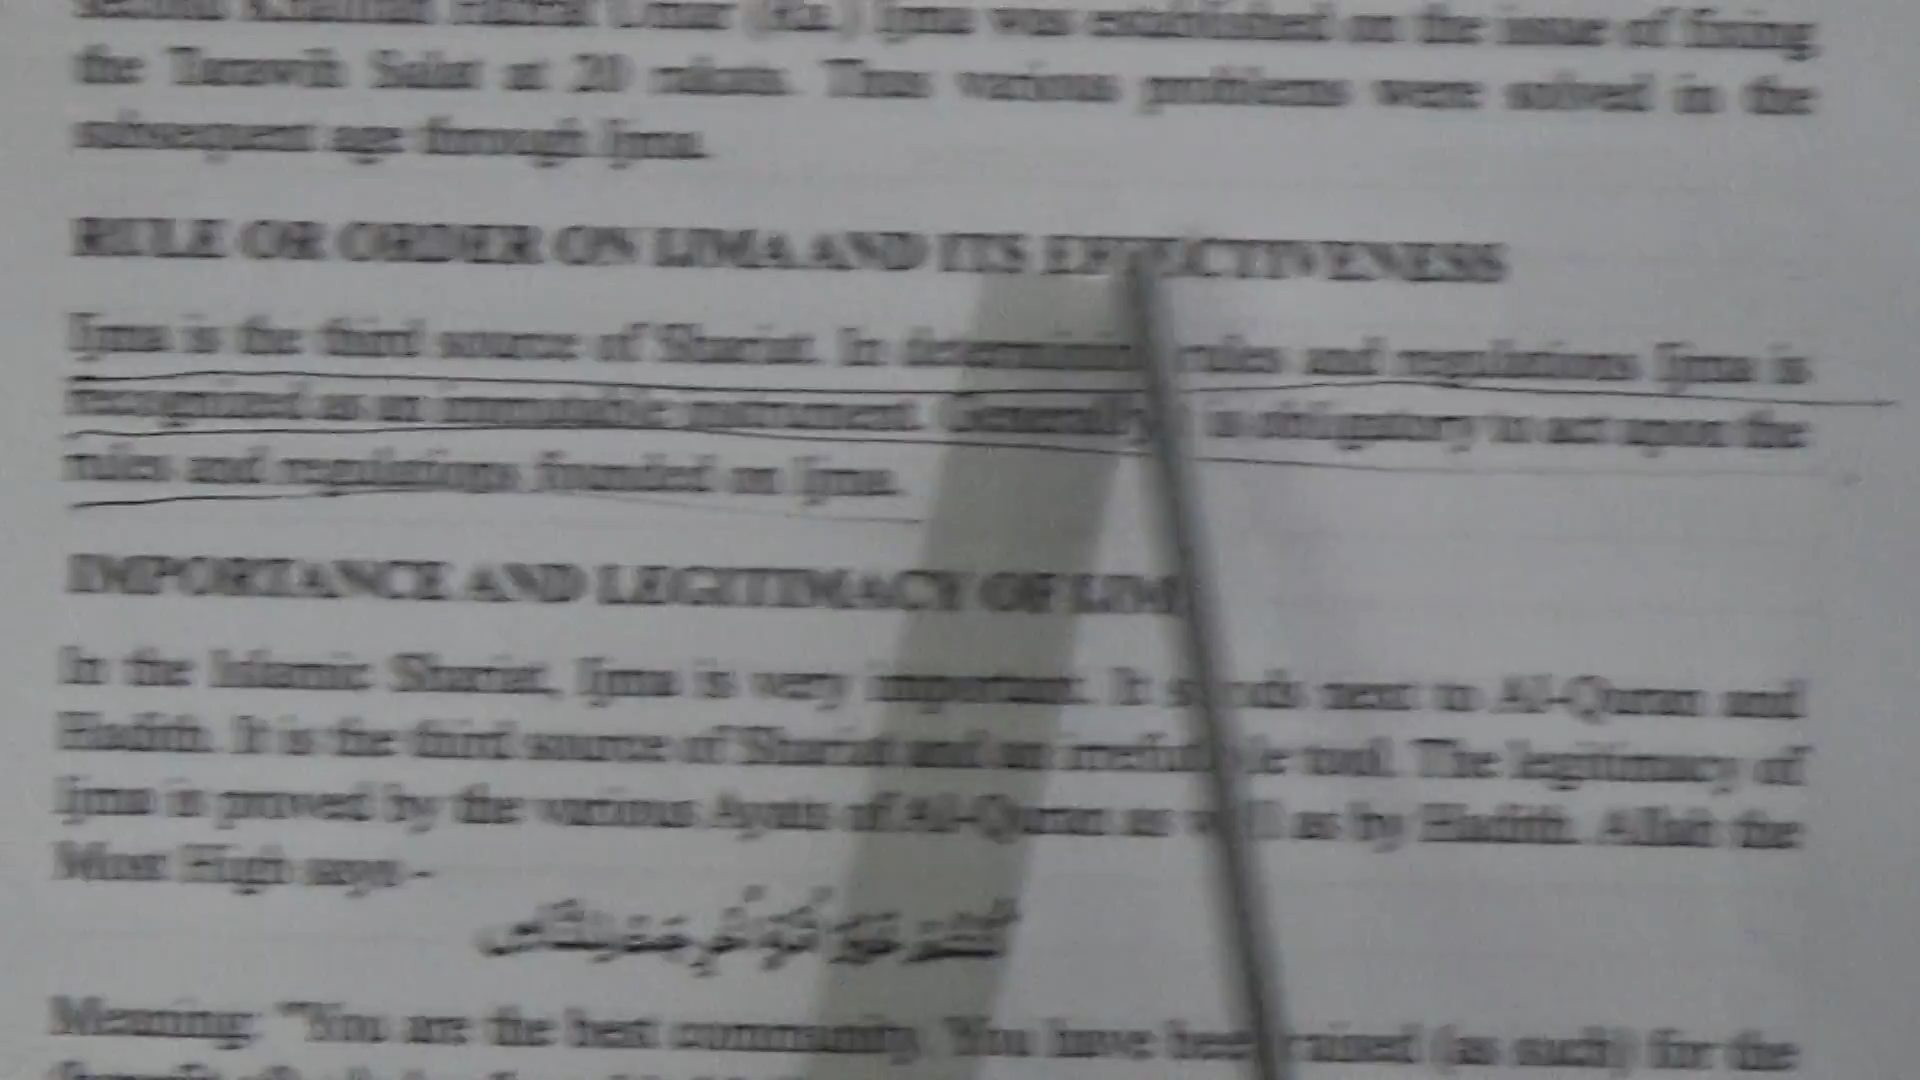 the Tarawih Salat at 20 rakats. Thus various problems were solved in the
subsequent age through Ijma.
RULE OR ORDER ON IJMA AND ITS EFFECTIVENESS
Ijma is the third source of Shariat. In rules and regulations Ijma is
recognized as an immutable instrument. Generally is obligatory to act upon the
rules and regulations founded on Ijma.
IMPORTANCE AND LEGITIMACY OF IJM
In the Islamic Shariat, Ijma is very important. It stands next to Al-Quran and
Hadith. It is the third source of Shariat and an tool. The legitimacy of
Ijma is proved by the various Ayats of Al-Quran as well as by Hadith. Allah the
Most High says-
Meaning: "You are the best community. You have been raised (as such) for the